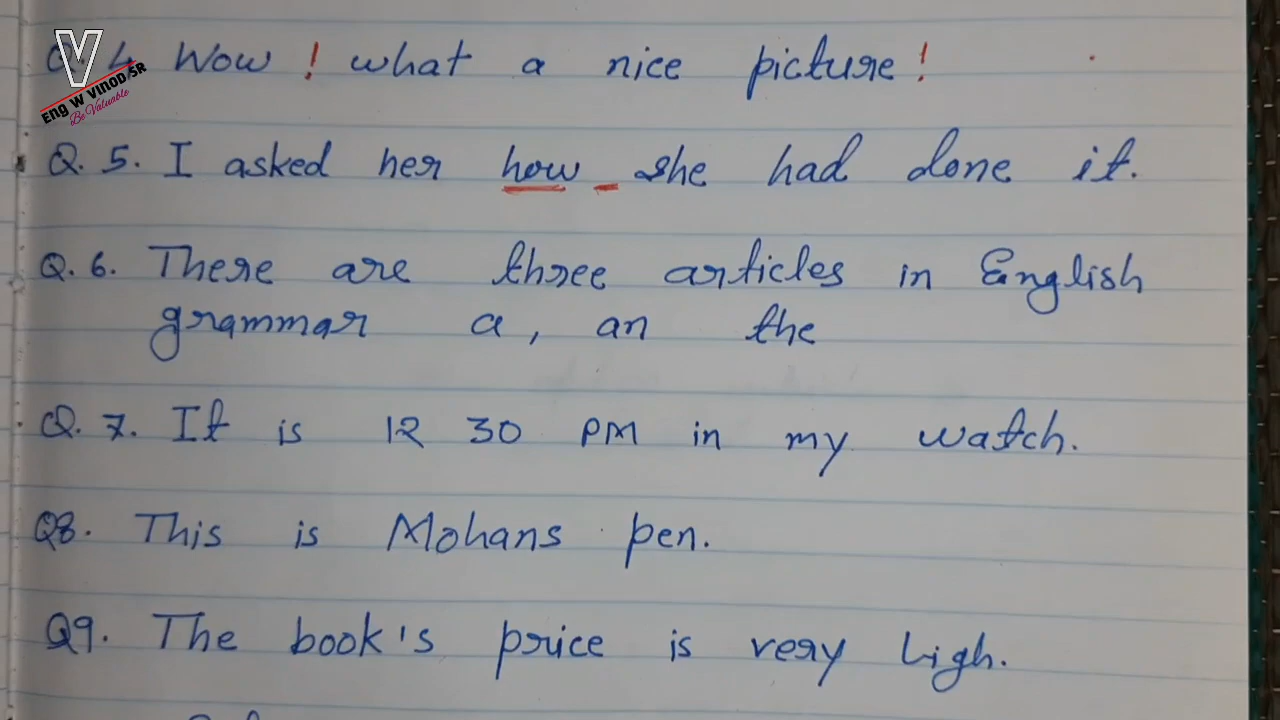 Q. 4 Wow ! what a nice picture !
V
Eng W Vinod SR
Be Valuable
Q. 5. I asked her how she had done it.
Q. 6. There are three articles in English
grammar a, an the
Q. 7. It is 12 30 PM in my watch.
Q8. This is Mohans pen.
Q9. The book's price is very high.